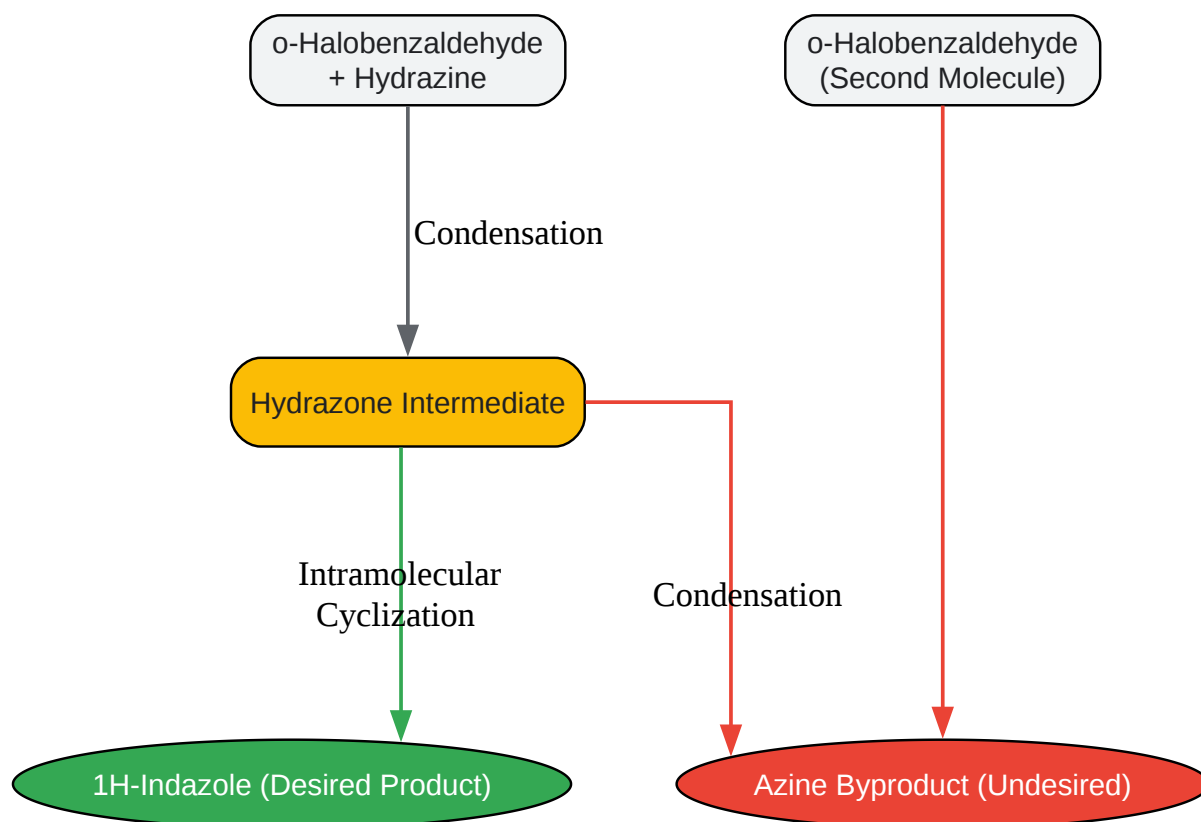 o-Halobenzaldehyde
+ Hydrazine
o-Halobenzaldehyde
(Second Molecule)
Condensation
Hydrazone Intermediate
Intramolecular
Cyclization
Condensation
1H-Indazole (Desired Product)
Azine Byproduct (Undesired)